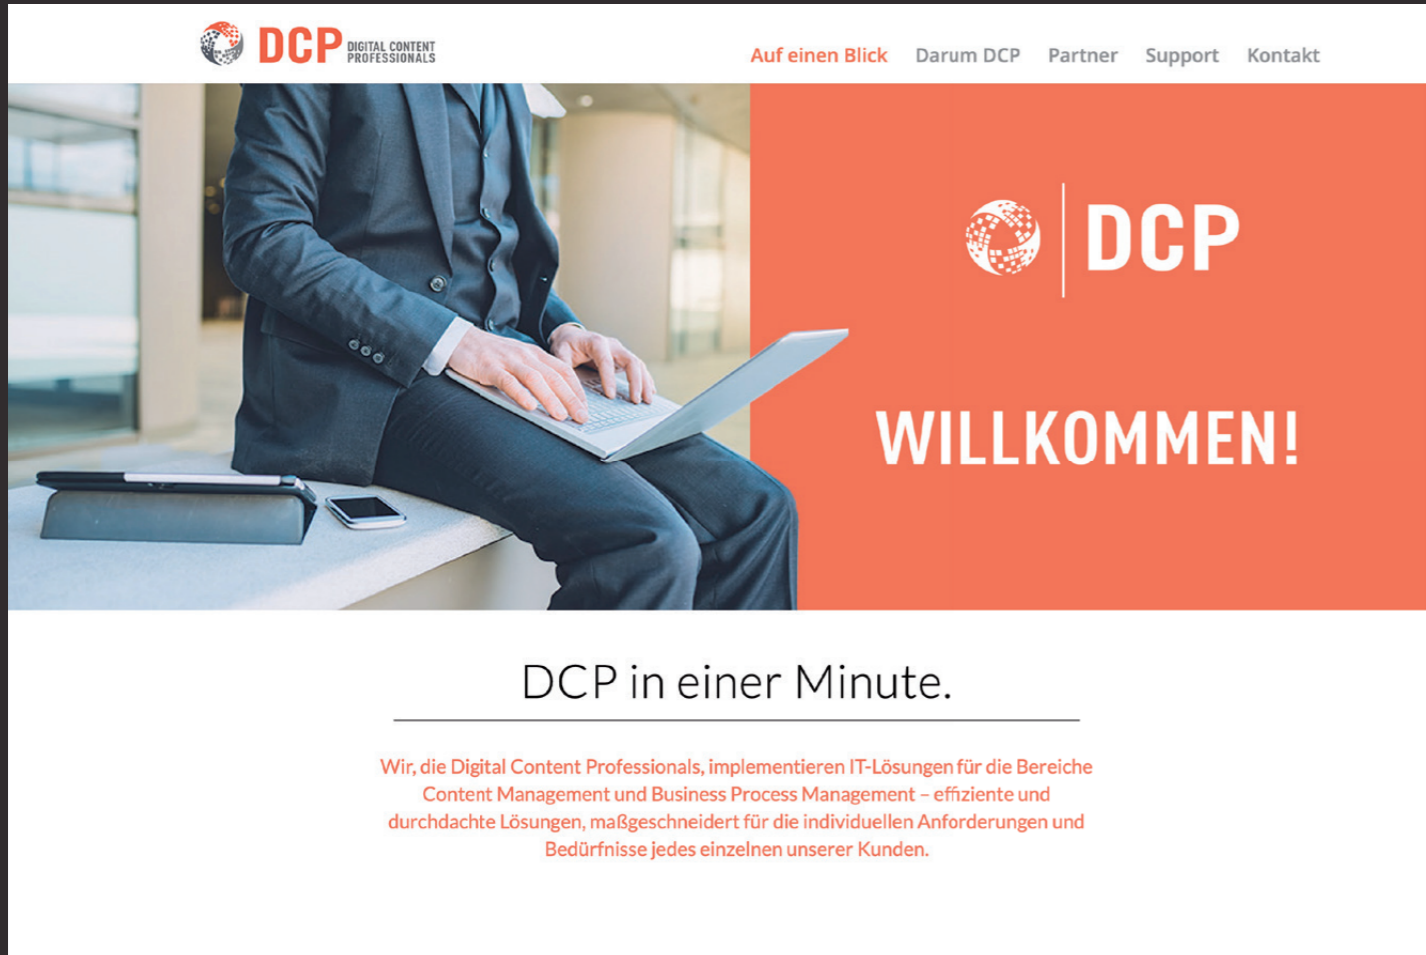 DCP DIGITAL CONTENT
PROFESSIONALS
Auf einen Blick Darum DCP Partner Support Kontakt
DCP
WILLKOMMEN!
DCP in einer Minute.
Wir, die Digital Content Professionals, implementieren IT-Lösungen für die Bereiche
Content Management und Business Process Management – effiziente und
durchdachte Lösungen, maßgeschneidert für die individuellen Anforderungen und
Bedürfnisse jedes einzelnen unserer Kunden.